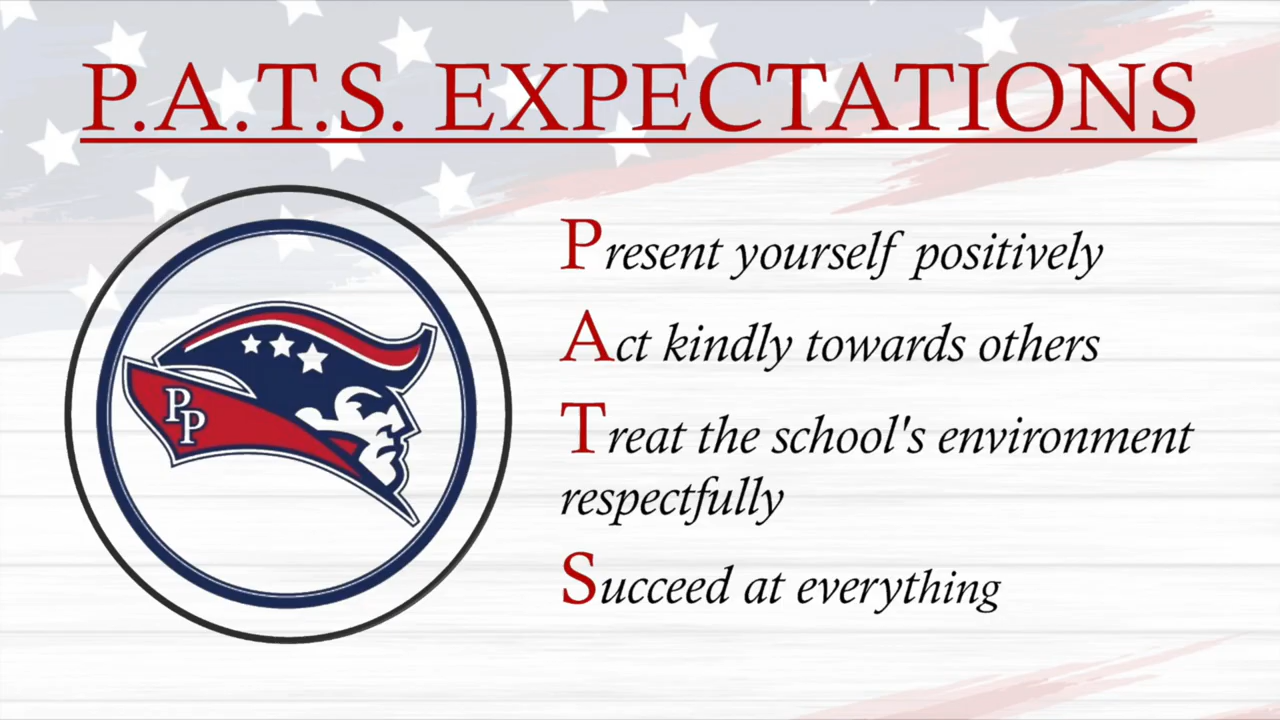 P.A.T.S. EXPECTATIONS
Present yourself positively
Act kindly towards others
Treat the school's environment
respectfully
Succeed at everything
PP